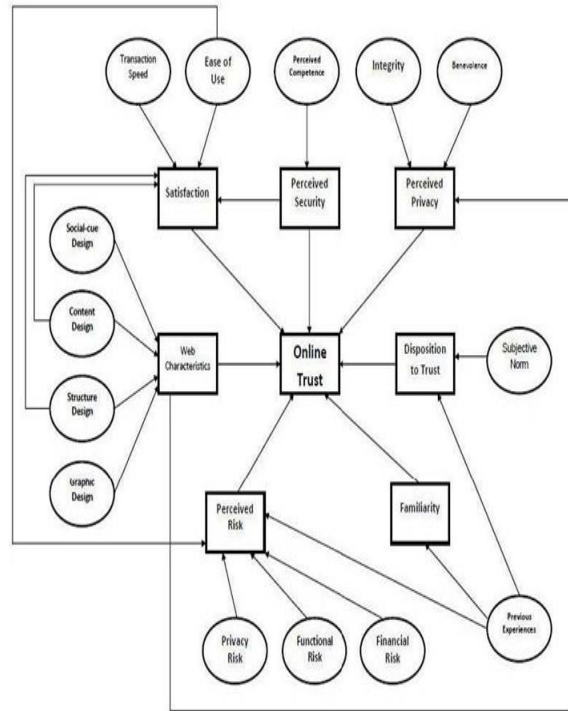 Transaction
Speed
Ease of
Use
Perceived
Competence
Integrity
Benevolence
Satisfaction
Perceived
Security
Perceived
Privacy
Social-cue
Design
Content
Design
Structure
Design
Graphic
Design
Web
Characteristics
Online
Trust
Disposition
to Trust
Subjective
Norm
Perceived
Risk
Familiarity
Previous
Experiences
Privacy
Risk
Functional
Risk
Financial
Risk